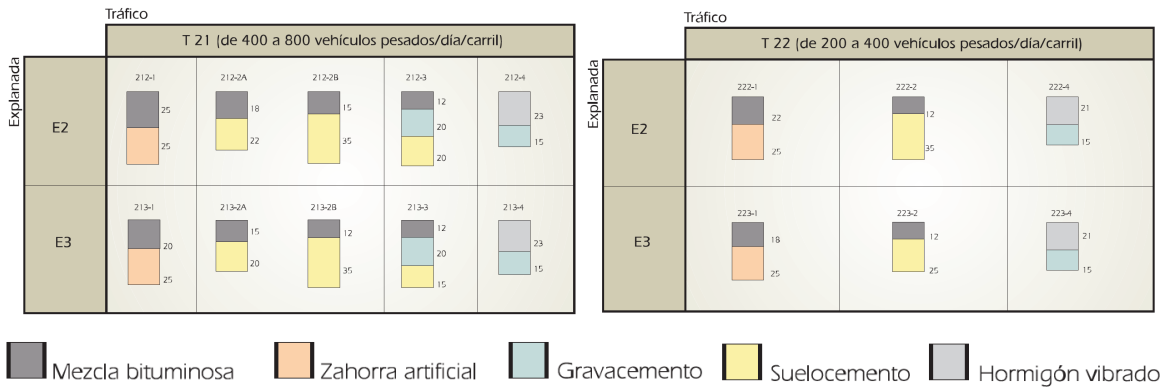 Tráfico
T 21 (de 400 a 800 vehículos pesados/día/carril)
Explanada
E2
212-1
25
25
212-2A
18
22
212-2B
15
35
212-3
12
20
20
212-4
23
15
E3
213-1
20
25
213-2A
15
20
213-2B
12
35
213-3
12
20
15
213-4
23
15
Tráfico
T 22 (de 200 a 400 vehículos pesados/día/carril)
Explanada
E2
222-1
22
25
222-2
12
35
222-4
21
15
E3
223-1
18
25
223-2
12
25
223-4
21
15
Mezcla bituminosa
Zahorra artificial
Gravacemento
Suelocemento
Hormigón vibrado